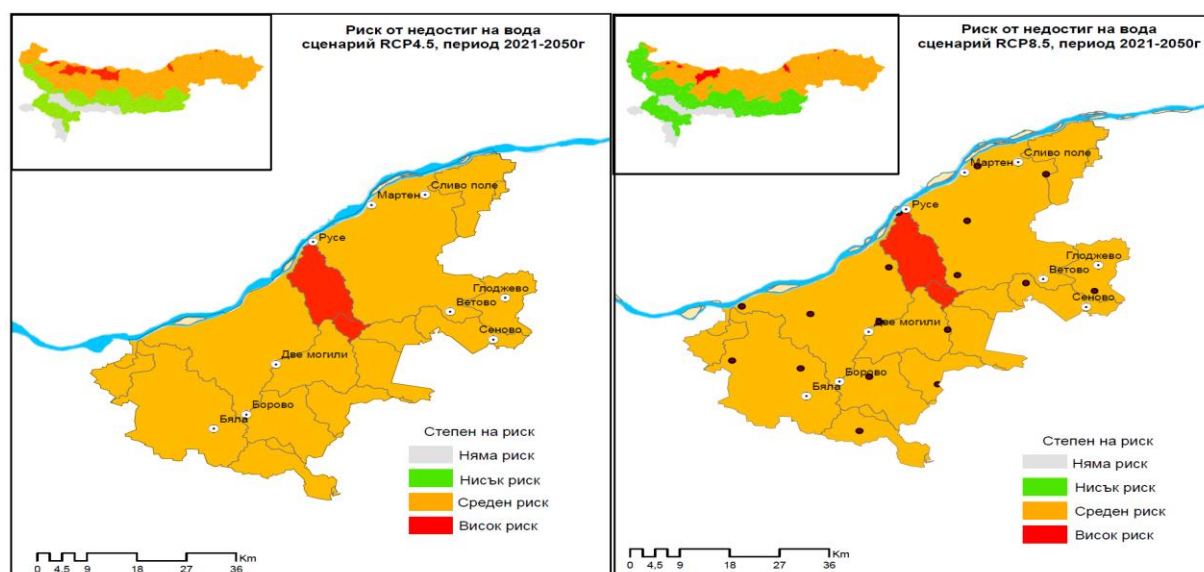 Риск от недостиг на вода
сценарий RCP4.5, период 2021-2050г
Сливо поле
Мартен
Русе
Глоджево
Ветово
Сеново
Две могили
Борово
Бяла
Степен на риск
Няма риск
Нисък риск
Среден риск
Висок риск
Km
0 4,5 9 18 27 36
Риск от недостиг на вода
сценарий RCP8.5, период 2021-2050г
Сливо поле
Мартен
Русе
Глоджево
Ветово
Сеново
Две могили
Борово
Бяла
Степен на риск
Няма риск
Нисък риск
Среден риск
Висок риск
Km
0 4,5 9 18 27 36